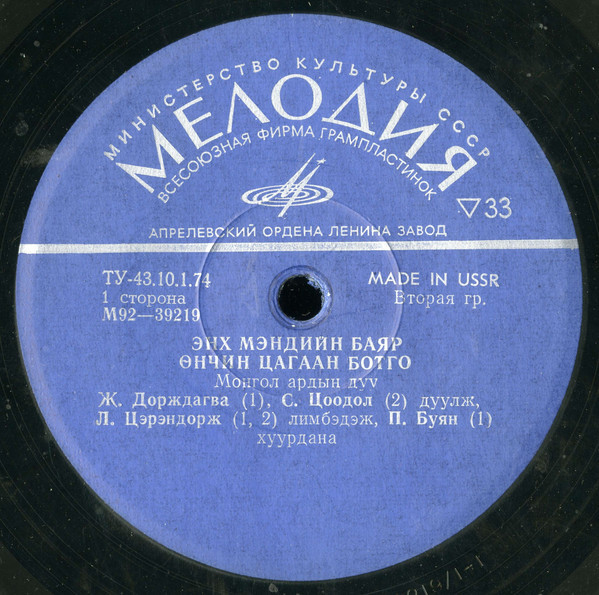 МИНИСТЕРСТВО КУЛЬТУРЫ СССР
МЕЛОДИЯ
ВСЕСОЮЗНАЯ ФИРМА ГРАМПЛАСТИНОК
▽33
АПРЕЛЕВСКИЙ ОРДЕНА ЛЕНИНА ЗАВОД
ТУ-43.10.1.74
MADE IN USSR
1 сторона
Вторая гр.
М92—39219
ЭНХ МЭНДИЙН БАЯР
ӨНЧИН ЦАГААН БОТГО
Монгол ардын дуу
Ж. Дорждагва (1), С. Цоодол (2) дуулж,
Л. Цэрэндорж (1, 2) лимбэдэж, П. Буян (1)
хуурдана